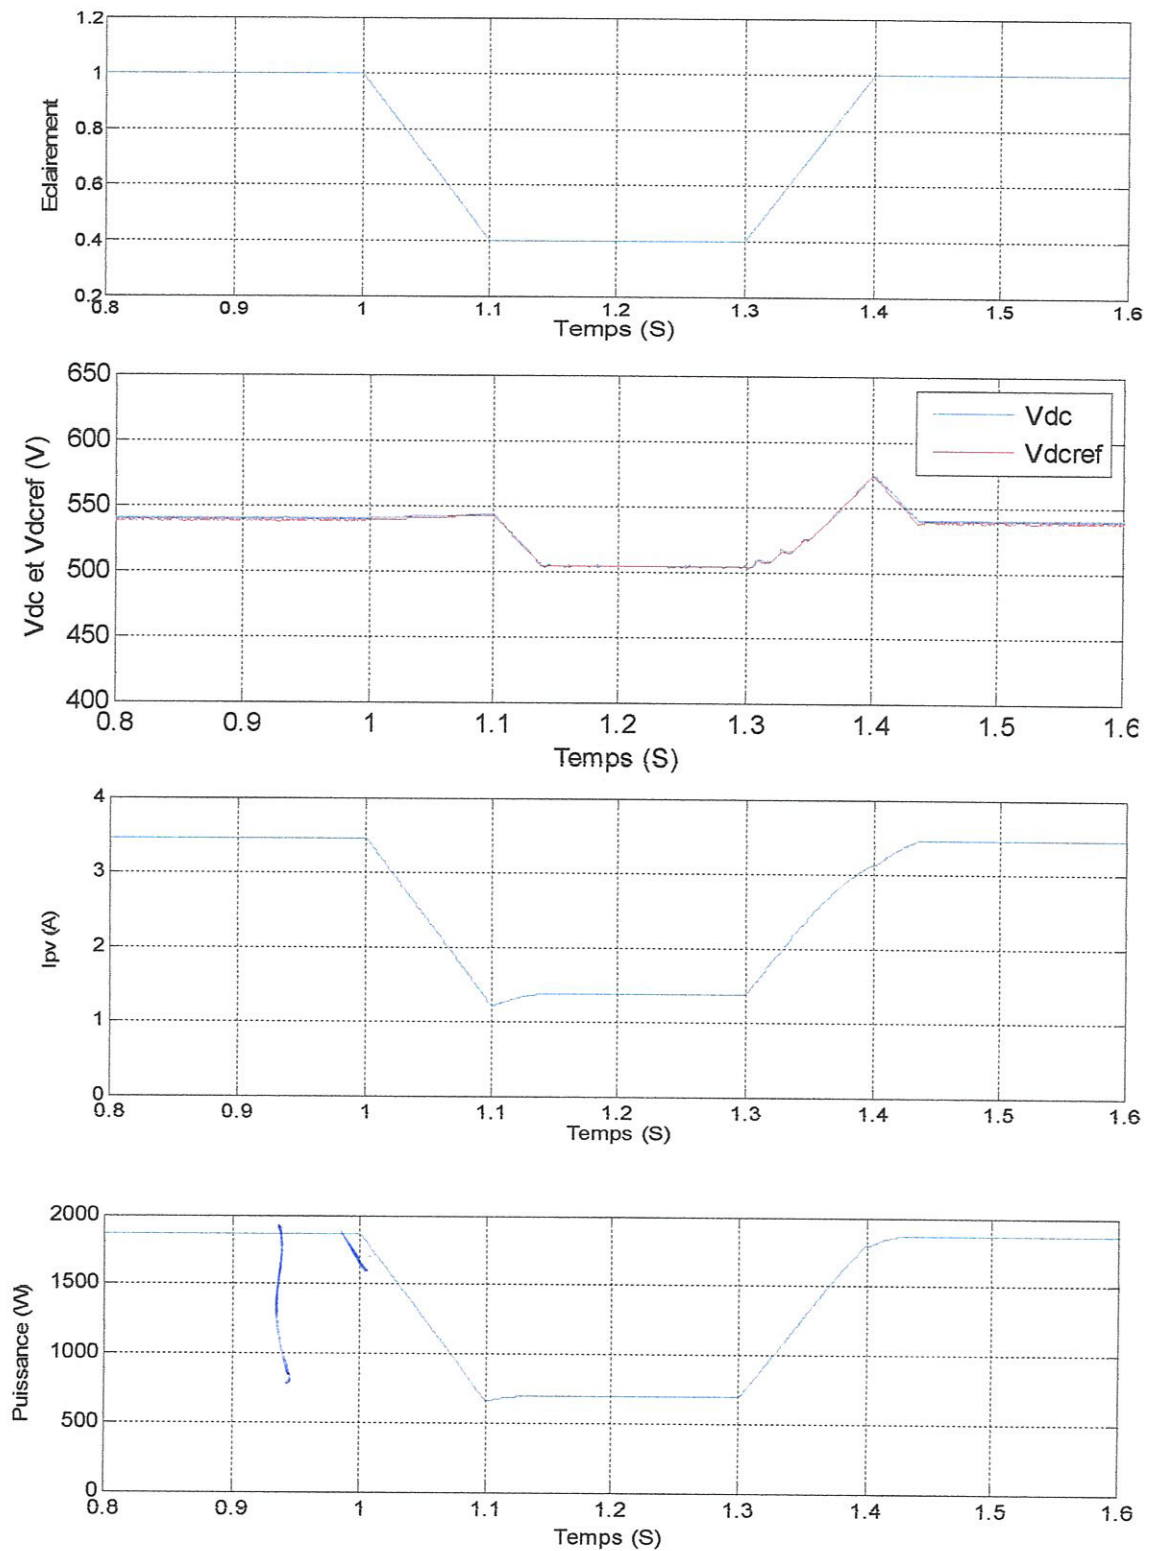 1.2
1
0.8
0.6
0.4
0.2
Eclairement
0.8 0.9 1 1.1 1.2 1.3 1.4 1.5 1.6
Temps (S)
650
600
550
500
450
400
Vdc et Vdcref (V)
Vdc
Vdcref
0.8 0.9 1 1.1 1.2 1.3 1.4 1.5 1.6
Temps (S)
4
3
2
1
0
Ipv (A)
0.8 0.9 1 1.1 1.2 1.3 1.4 1.5 1.6
Temps (S)
2000
1500
1000
500
0
Puissance (W)
0.8 0.9 1 1.1 1.2 1.3 1.4 1.5 1.6
Temps (S)